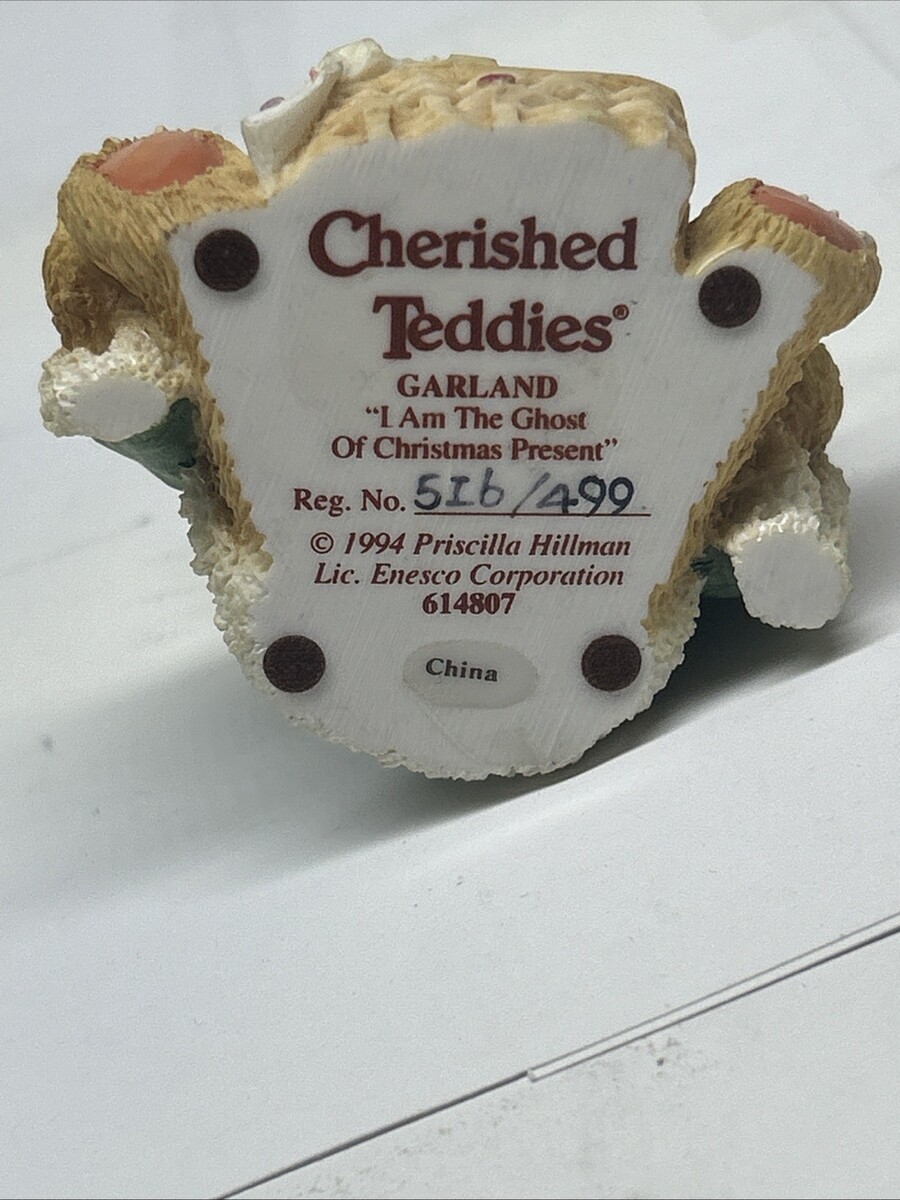 Cherished
Teddies®
GARLAND
“I Am The Ghost
Of Christmas Present”
Reg. No. 5I6/499
© 1994 Priscilla Hillman
Lic. Enesco Corporation
614807
China